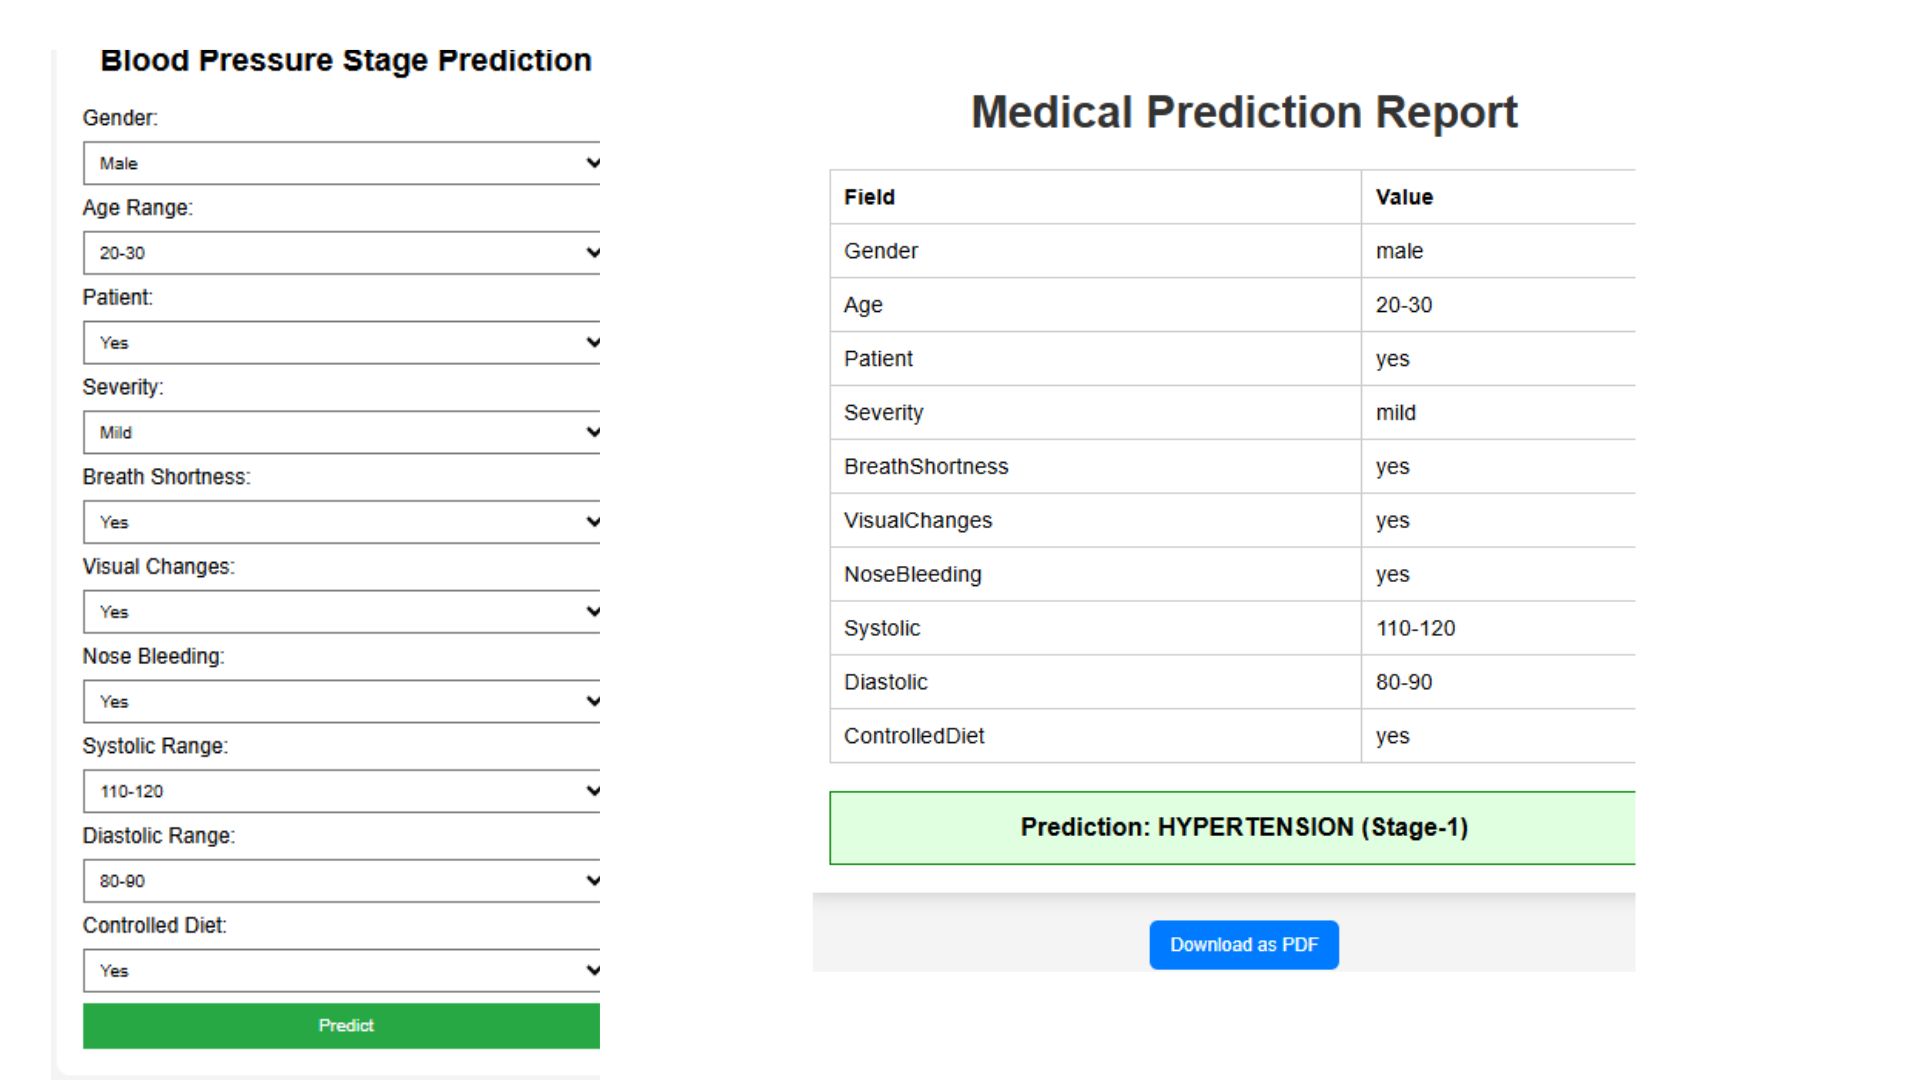 Blood Pressure Stage Prediction
Gender:
Male
Age Range:
20-30
Patient:
Yes
Severity:
Mild
Breath Shortness:
Yes
Visual Changes:
Yes
Nose Bleeding:
Yes
Systolic Range:
110-120
Diastolic Range:
80-90
Controlled Diet:
Yes
Predict
Medical Prediction Report
Field Value
Gender male
Age 20-30
Patient yes
Severity mild
BreathShortness yes
VisualChanges yes
NoseBleeding yes
Systolic 110-120
Diastolic 80-90
ControlledDiet yes
Prediction: HYPERTENSION (Stage-1)
Download as PDF